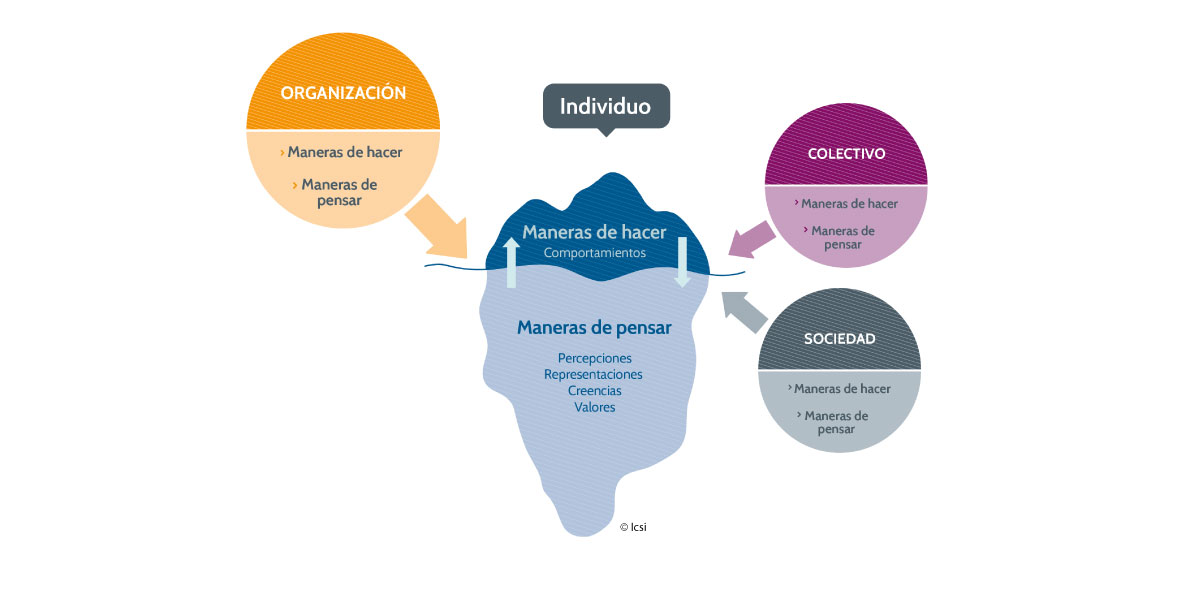 ORGANIZACIÓN
› Maneras de hacer
› Maneras de
pensar
Individuo
Maneras de hacer
Comportamientos
Maneras de pensar
Percepciones
Representaciones
Creencias
Valores
© Icsi
COLECTIVO
› Maneras de hacer
› Maneras de
pensar
SOCIEDAD
› Maneras de hacer
› Maneras de
pensar